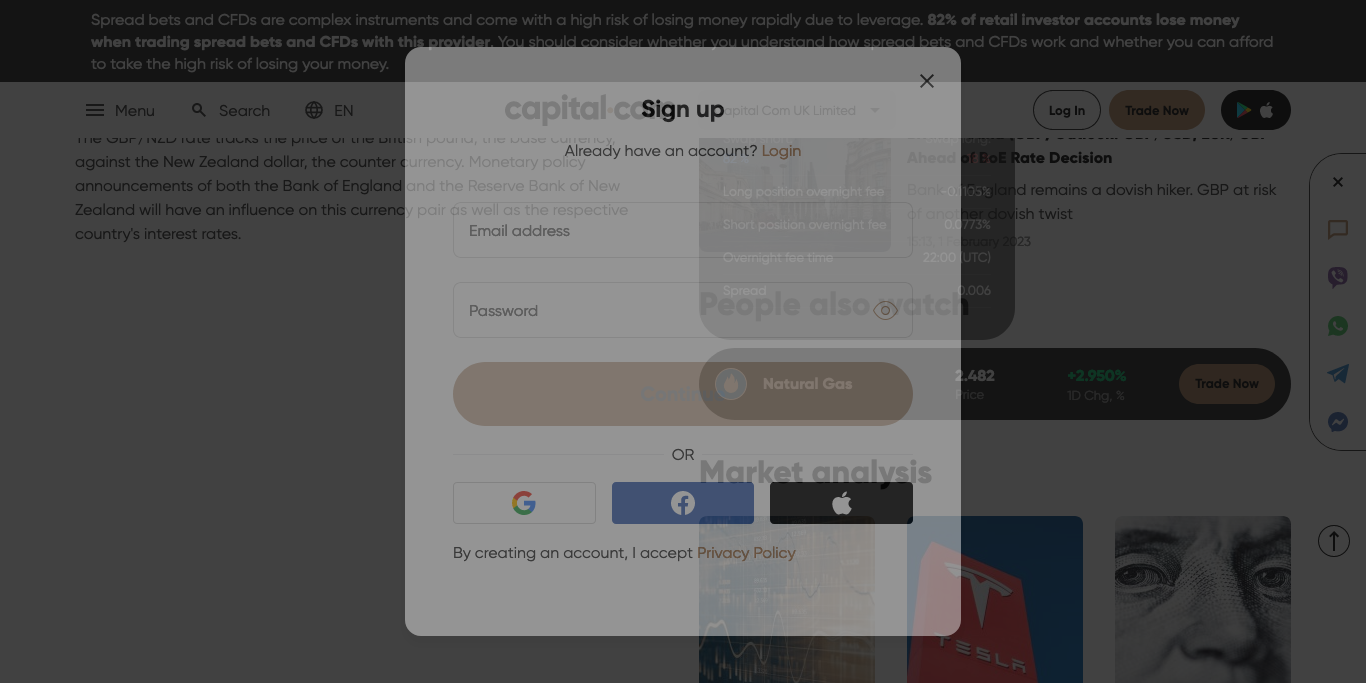 Spread bets and CFDs are complex instruments and come with a high risk of losing money rapidly due to leverage. 82% of retail investor accounts lose money
when trading spread bets and CFDs with this provider. You should consider whether you understand how spread bets and CFDs work and whether you can afford
to take the high risk of losing your money.
Menu
Search
EN
capital.com
Capital Com UK Limited
Log In
Trade Now
The GBP/NZD rate tracks the price of the British pound, the base currency,
against the New Zealand dollar, the counter currency. Monetary policy
announcements of both the Bank of England and the Reserve Bank of New
Zealand will have an influence on this currency pair as well as the respective
country's interest rates.
Sign up
Already have an account? Login
Email address
Password
OR
By creating an account, I accept Privacy Policy
Long position overnight fee
Short position overnight fee
0.0773%
Overnight fee time
22:00 (UTC)
Spread
0.006
Ahead of BoE Rate Decision
Bank of England remains a dovish hiker. GBP at risk
of another dovish twist
February 2023
People also watch
Natural Gas
2.482
Price
+2.950%
1D Chg, %
Trade Now
Market analysis
TESLA